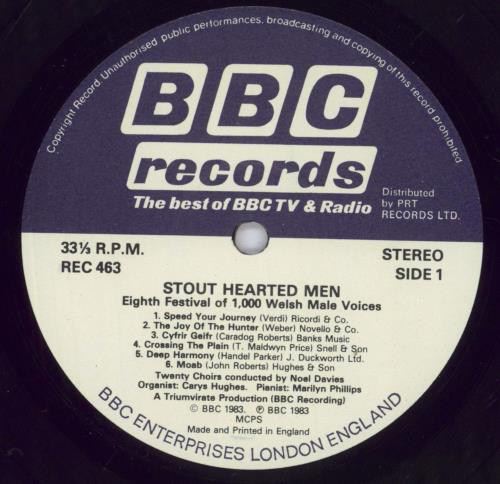 Copyright Record. Unauthorised public performances, broadcasting and copying of this record prohibited
BBC
records
The best of BBC TV & Radio
Distributed
by PRT
RECORDS LTD.
33⅓ R.P.M.
REC 463
STEREO
SIDE 1
STOUT HEARTED MEN
Eighth Festival of 1,000 Welsh Male Voices
1. Speed Your Journey (Verdi) Ricordi & Co.
2. The Joy Of The Hunter (Weber) Novello & Co.
3. Cyfrir Geifr (Caradog Roberts) Banks Music
4. Crossing The Plain (T. Maldwyn Price) Snell & Son
5. Deep Harmony (Handel Parker) J. Duckworth Ltd.
6. Moab (John Roberts) Hughes & Son
Twenty Choirs conducted by Noel Davies
Organist: Carys Hughes. Pianist: Marilyn Phillips
A Triumvirate Production (BBC Recording)
© BBC 1983. ℗ BBC 1983
MCPS
Made and Printed in England
BBC ENTERPRISES LONDON ENGLAND